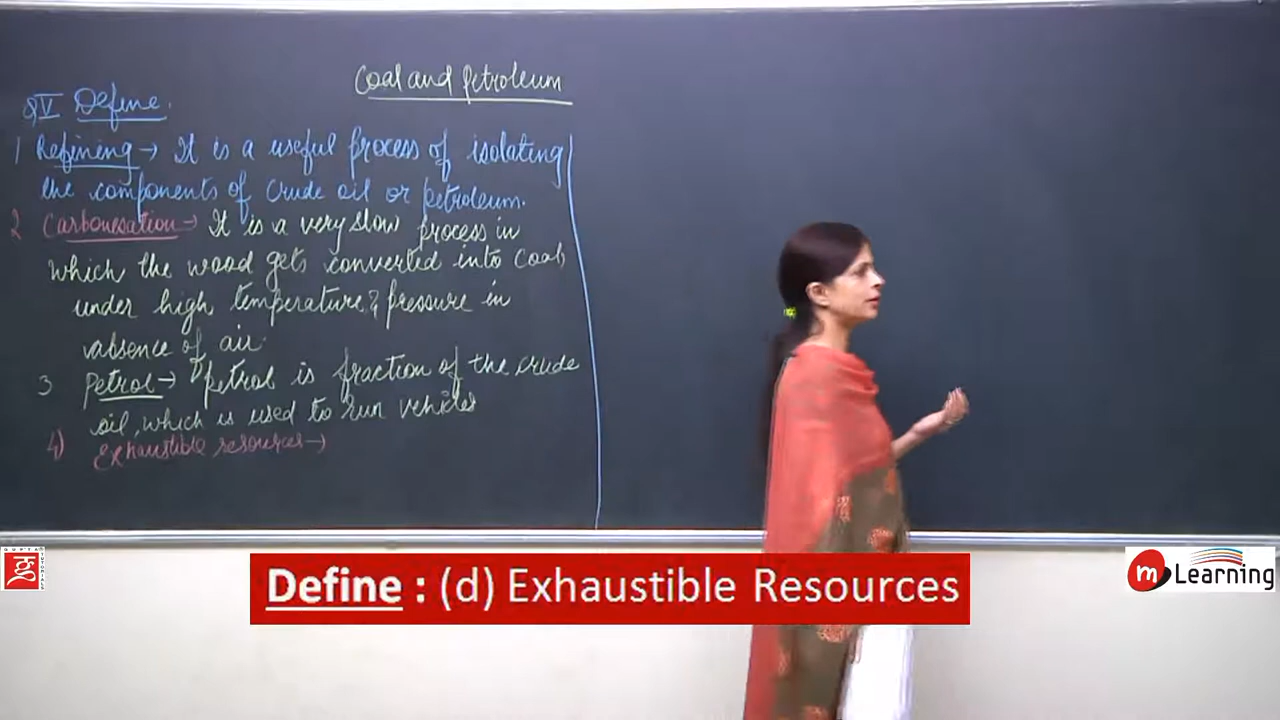 Coal and Petroleum
Q V Define.
1 Refining → It is a useful process of isolating
the components of crude oil or petroleum.
2 Carbonisation → It is a very slow process in
which the wood gets converted into coal,
under high temperature & pressure in
absence of air.
3 Petrol → petrol is fraction of the crude
oil, which is used to run vehicles
4) Exhaustible resources →
Define : (d) Exhaustible Resources
GUPTA TUTORIALS
m Learning